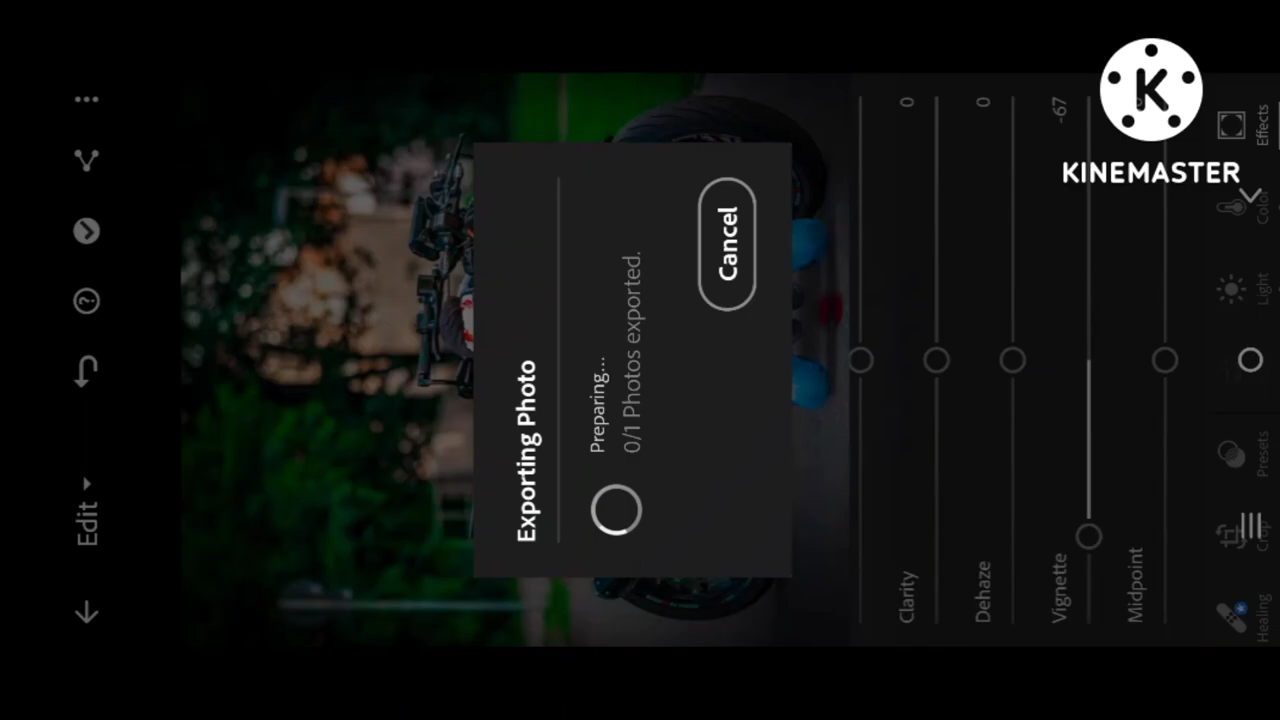 Edit
Exporting Photo
Preparing...
0/1 Photos exported.
Cancel
Clarity 0
Dehaze 0
Vignette -67
Midpoint
Healing
Crop
Presets
Light
Color
Effects
K
KINEMASTER